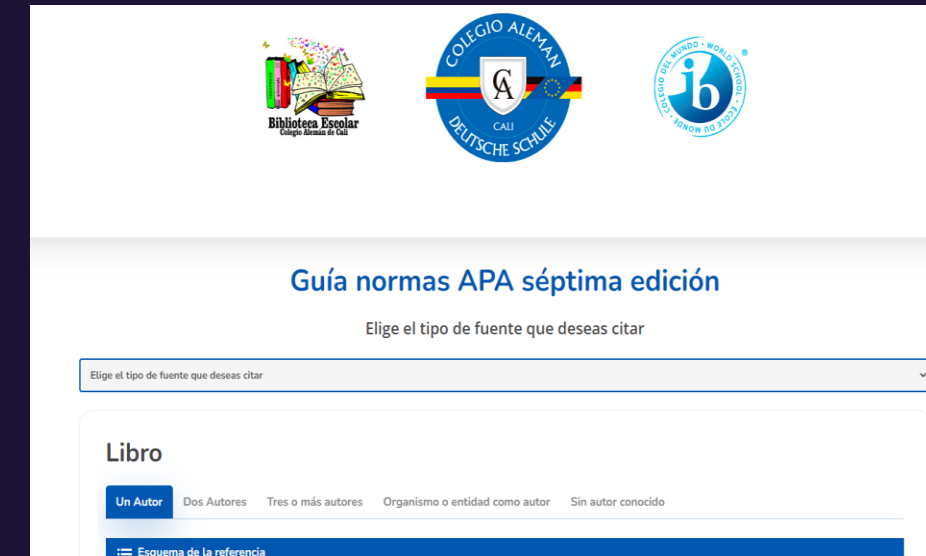 Biblioteca Escolar
Colegio Alemán de Cali
COLEGIO ALEMAN
CA
CALI
DEUTSCHE SCHULE
COLEGIO DEL MUNDO · WORLD SCHOOL · ÉCOLE DU MONDE ·
ib
®
Guía normas APA séptima edición
Elige el tipo de fuente que deseas citar
Elige el tipo de fuente que deseas citar
Libro
Un Autor Dos Autores Tres o más autores Organismo o entidad como autor Sin autor conocido
Esquema de la referencia